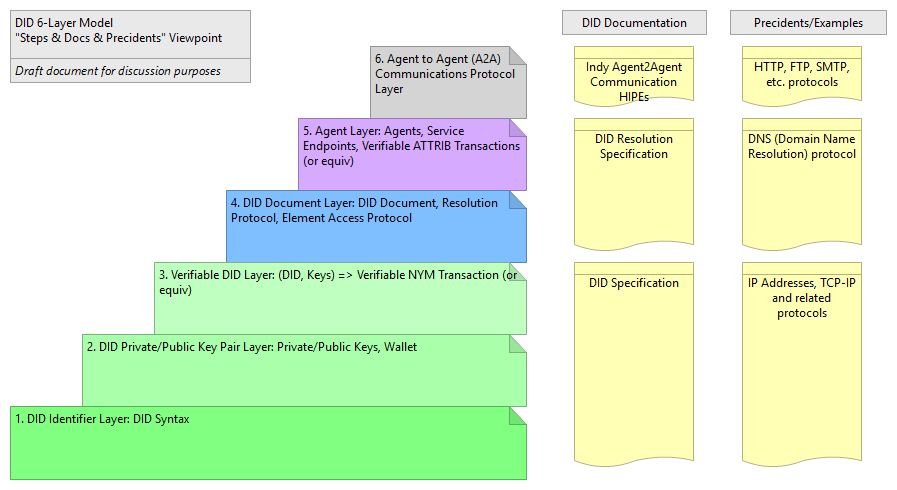 DID 6-Layer Model
"Steps & Docs & Precidents" Viewpoint
Draft document for discussion purposes
DID Documentation
Precidents/Examples
6. Agent to Agent (A2A)
Communications Protocol
Layer
Indy Agent2Agent
Communication
HIPEs
HTTP, FTP, SMTP,
etc. protocols
5. Agent Layer: Agents, Service
Endpoints, Verifiable ATTRIB Transactions
(or equiv)
DID Resolution
Specification
DNS (Domain Name
Resolution) protocol
4. DID Document Layer: DID Document, Resolution
Protocol, Element Access Protocol
3. Verifiable DID Layer: (DID, Keys) => Verifiable NYM Transaction (or
equiv)
DID Specification
IP Addresses, TCP-IP
and related
protocols
2. DID Private/Public Key Pair Layer: Private/Public Keys, Wallet
1. DID Identifier Layer: DID Syntax